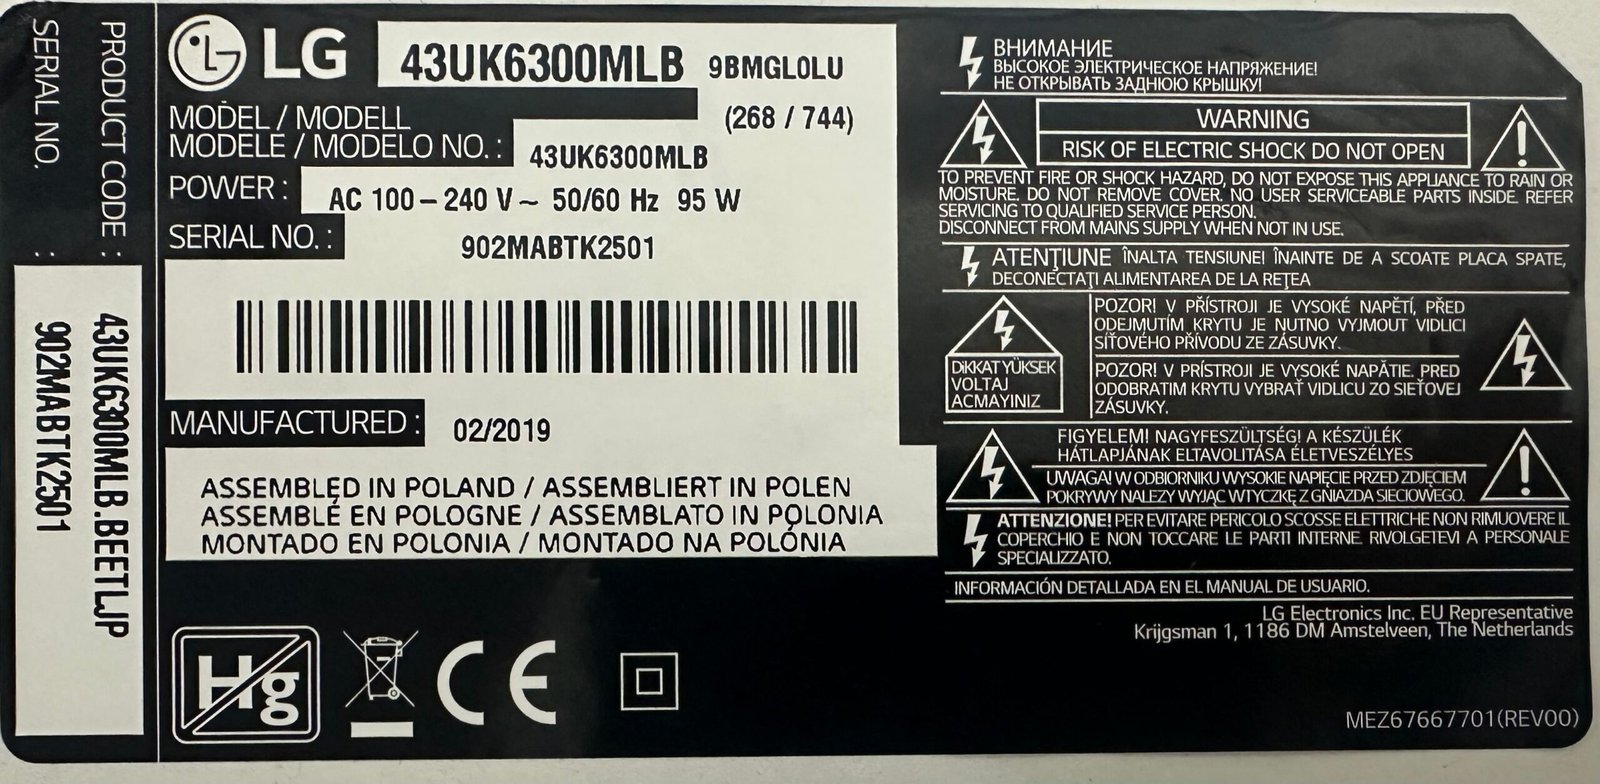 PRODUCT CODE : 43UK6300MLB.BEETLJP
SERIAL NO. : 902MABTK2501
LG 43UK6300MLB 9BMGL0LU
(268 / 744)
MODEL / MODELL
MODELE / MODELO NO. : 43UK6300MLB
POWER : AC 100 – 240 V ~ 50/60 Hz 95 W
SERIAL NO. : 902MABTK2501
MANUFACTURED : 02/2019
ASSEMBLED IN POLAND / ASSEMBLIERT IN POLEN
ASSEMBLÉ EN POLOGNE / ASSEMBLATO IN POLONIA
MONTADO EN POLONIA / MONTADO NA POLÓNIA
Hg
CE
ВНИМАНИЕ
ВЫСОКОЕ ЭЛЕКТРИЧЕСКОЕ НАПРЯЖЕНИЕ!
НЕ ОТКРЫВАТЬ ЗАДНЮЮ КРЫШКУ!
WARNING
RISK OF ELECTRIC SHOCK DO NOT OPEN
TO PREVENT FIRE OR SHOCK HAZARD, DO NOT EXPOSE THIS APPLIANCE TO RAIN OR
MOISTURE. DO NOT REMOVE COVER. NO USER SERVICEABLE PARTS INSIDE. REFER
SERVICING TO QUALIFIED SERVICE PERSON.
DISCONNECT FROM MAINS SUPPLY WHEN NOT IN USE.
ATENŢIUNE ÎNALTA TENSIUNE! ÎNAINTE DE A SCOATE PLACA SPATE,
DECONECTAŢI ALIMENTAREA DE LA REŢEA
DiKKAT YÜKSEK
VOLTAJ
ACMAYINIZ
POZOR! V PŘÍSTROJI JE VYSOKÉ NAPĚTÍ, PŘED
ODEJMUTÍM KRYTU JE NUTNO VYJMOUT VIDLICI
SÍŤOVÉHO PŘÍVODU ZE ZÁSUVKY.
POZOR! V PRÍSTROJI JE VYSOKÉ NAPÄTIE. PRED
ODOBRATIM KRYTU VYBRAŤ VIDLICU ZO SIEŤOVEJ
ZÁSUVKY.
FIGYELEM! NAGYFESZÜLTSÉG! A KÉSZÜLÉK
HÁTLAPJÁNAK ELTAVOLITÁSA ÉLETVESZÉLYES
UWAGA! W ODBIORNIKU WYSOKIE NAPIĘCIE PRZED ZDJĘCIEM
POKRYWY NALEZY WYJĄC WTYCZKĘ Z GNIAZDA SIECIOWEGO.
ATTENZIONE! PER EVITARE PERICOLO SCOSSE ELETTRICHE NON RIMUOVERE IL
COPERCHIO E NON TOCCARE LE PARTI INTERNE. RIVOLGETEVI A PERSONALE
SPECIALIZZATO.
INFORMACIÓN DETALLADA EN EL MANUAL DE USUARIO.
LG Electronics Inc. EU Representative
Krijgsman 1, 1186 DM Amstelveen, The Netherlands
MEZ67667701(REV00)